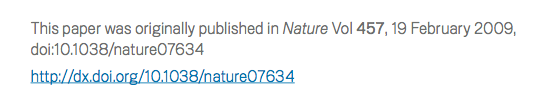 This paper was originally published in Nature Vol 457, 19 February 2009,
doi:10.1038/nature07634
http://dx.doi.org/10.1038/nature07634